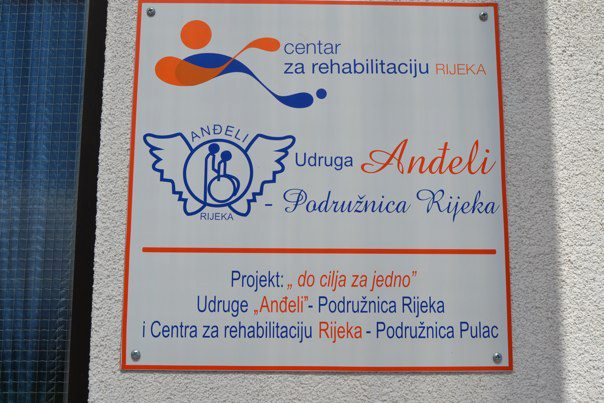 centar
za rehabilitaciju RIJEKA
ANĐELI
RIJEKA
Udruga Anđeli
- Podružnica Rijeka
Projekt: „ do cilja za jedno”
Udruge „Anđeli”- Podružnica Rijeka
i Centra za rehabilitaciju Rijeka - Podružnica Pulac